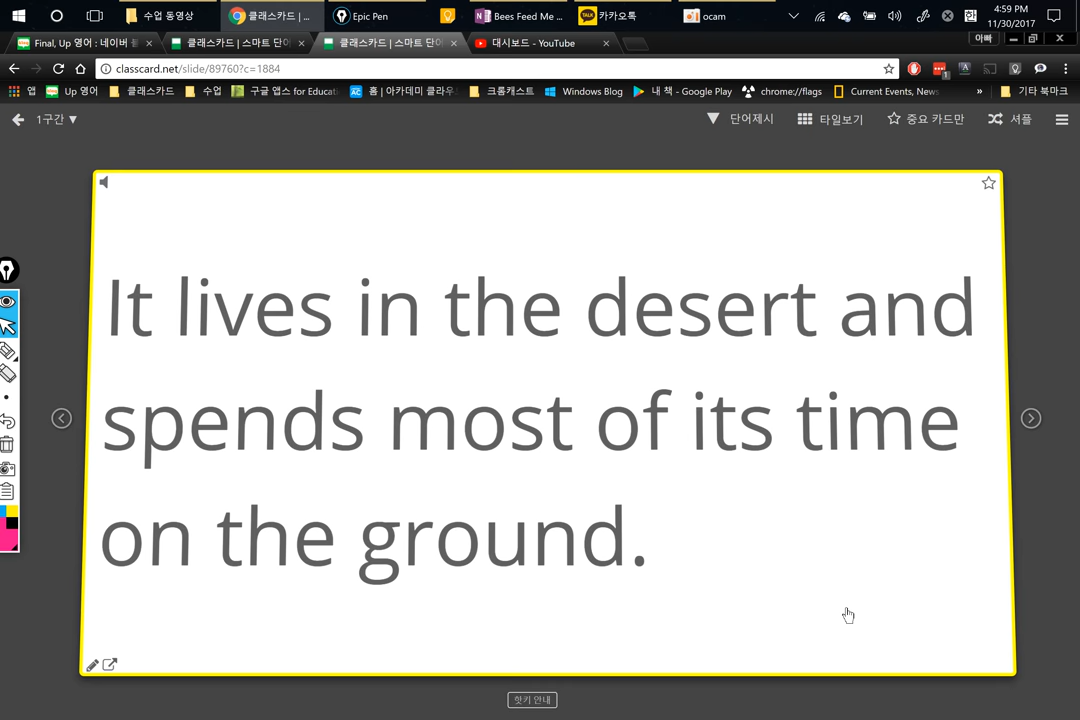 수업 동영상
클래스카드 | ...
Epic Pen
Bees Feed Me ...
TALK
카카오톡
ocam
한
4:59 PM
11/30/2017
Final, Up 영어 : 네이버
클래스카드 | 스마트 단어
클래스카드 | 스마트 단어
대시보드 - YouTube
아빠
classcard.net/slide/89760?c=1884
앱
Up 영어
클래스카드
수업
구글 앱스 for Educati
홈 | 아카데미 클라우
크롬캐스트
Windows Blog
내 책 - Google Play
chrome://flags
Current Events, News
»
기타 북마크
1구간 ▼
단어제시
타일보기
중요 카드만
셔플
It lives in the desert and
spends most of its time
on the ground.
핫키 안내